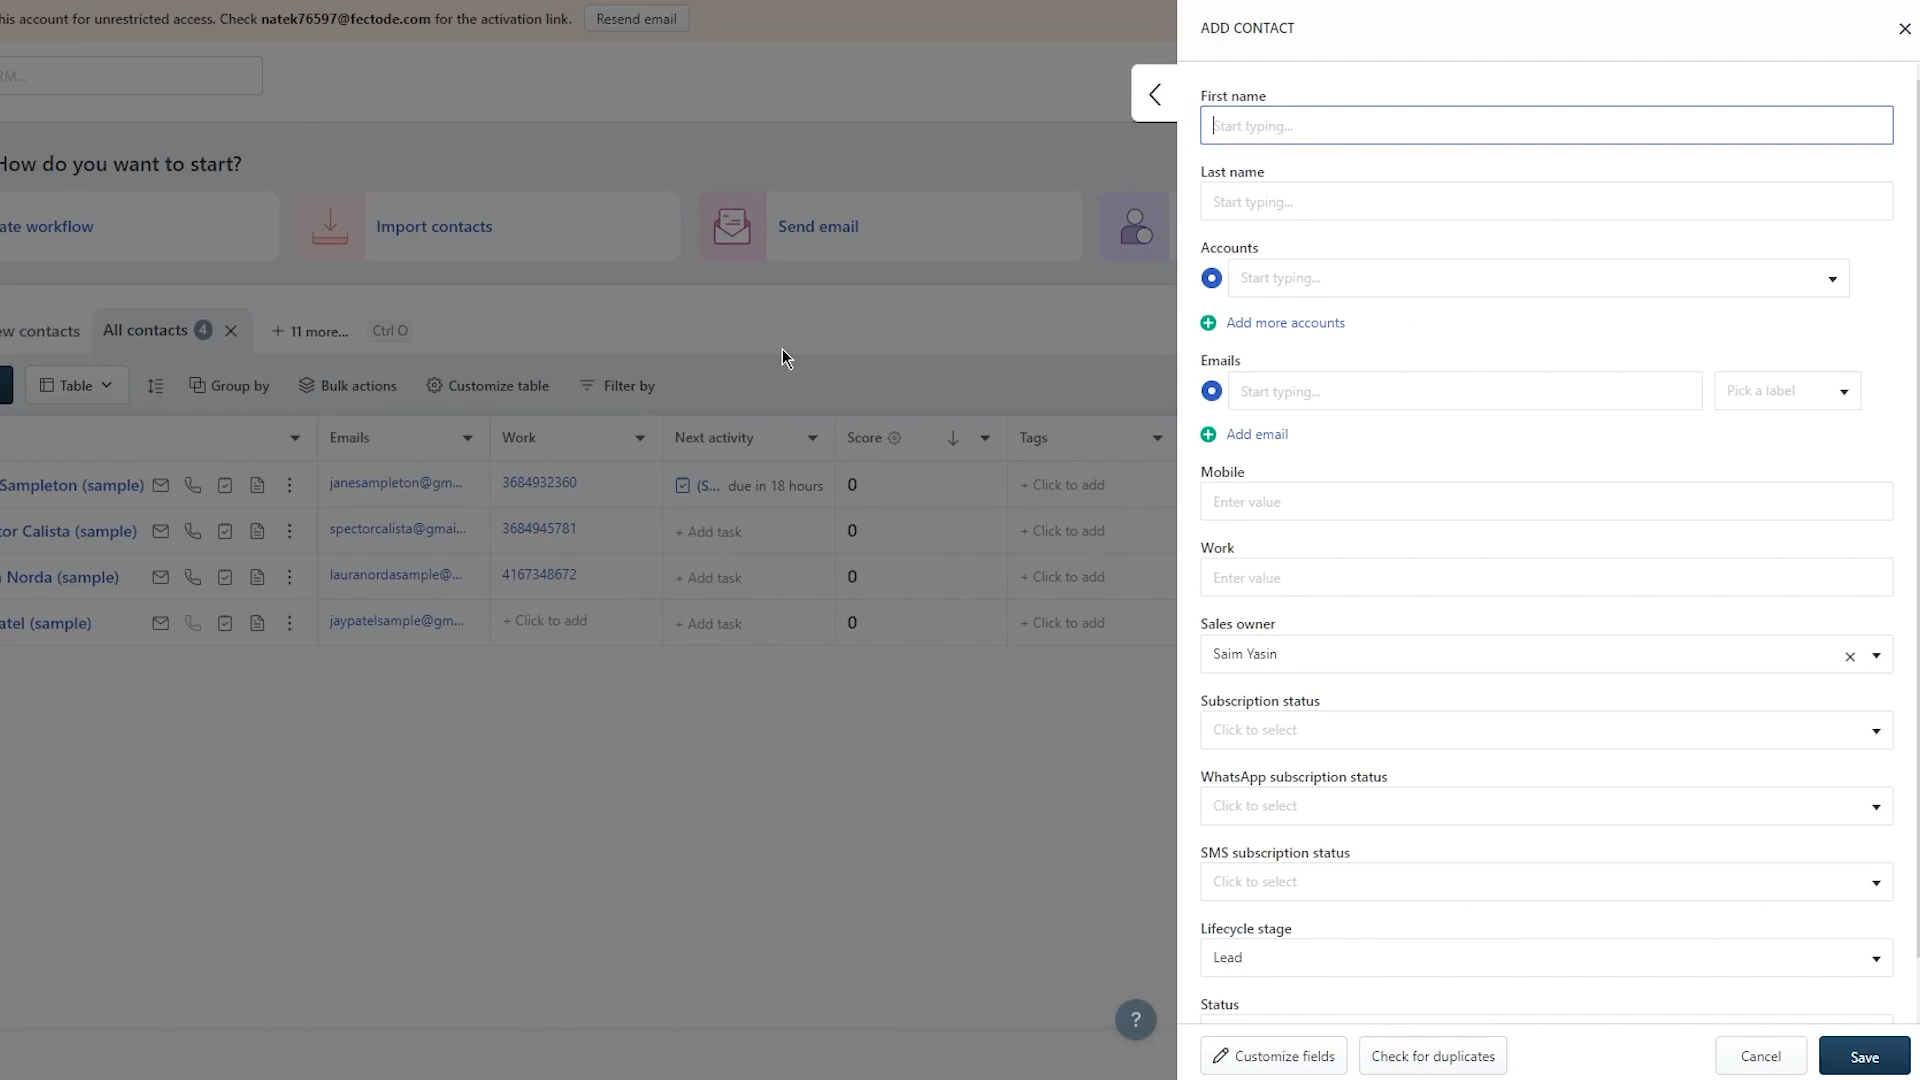 his account for unrestricted access. Check natek76597@fectode.com for the activation link.
Resend email
RM...
How do you want to start?
ate workflow
Import contacts
Send email
ew contacts
All contacts 4
+ 11 more...
Ctrl O
Table
Group by
Bulk actions
Customize table
Filter by
Emails
Work
Next activity
Score
Tags
Sampleton (sample)
janesampleton@gm...
3684932360
(S... due in 18 hours
0
+ Click to add
tor Calista (sample)
spectorcalista@gmai...
3684945781
+ Add task
0
+ Click to add
Norda (sample)
lauranordasample@...
4167348672
+ Add task
0
+ Click to add
atel (sample)
jaypatelsample@gm...
+ Click to add
+ Add task
0
+ Click to add
?
ADD CONTACT
First name
Start typing...
Last name
Start typing...
Accounts
Start typing...
Add more accounts
Emails
Start typing...
Pick a label
Add email
Mobile
Enter value
Work
Enter value
Sales owner
Saim Yasin
Subscription status
Click to select
WhatsApp subscription status
Click to select
SMS subscription status
Click to select
Lifecycle stage
Lead
Status
Customize fields
Check for duplicates
Cancel
Save